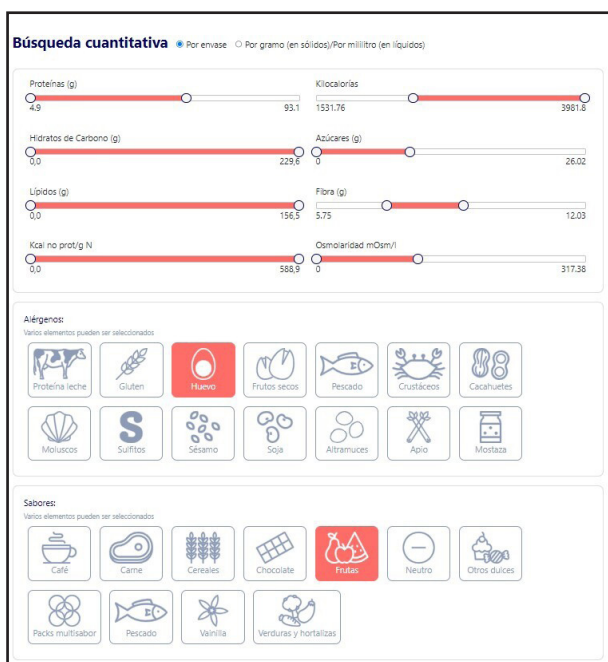 Búsqueda cuantitativa Por envase Por gramo (en sólidos)/Por mililitro (en líquidos)
Proteínas (g) Kilocalorías
4.9 93.1 1531.76 3981.8
Hidratos de Carbono (g) Azúcares (g)
0,0 229,6 0 26.02
Lípidos (g) Fibra (g)
0,0 156,5 5.75 12.03
Kcal no prot/g N Osmolaridad mOsm/l
0,0 588,9 0 317.38
Alérgenos:
Varios elementos pueden ser seleccionados
Proteína leche Gluten Huevo Frutos secos Pescado Crustáceos Cacahuetes
Moluscos Sulfitos Sésamo Soja Altramuces Apio Mostaza
Sabores:
Varios elementos pueden ser seleccionados
Café Carne Cereales Chocolate Frutas Neutro Otros dulces
Packs multisabor Pescado Vainilla Verduras y hortalizas